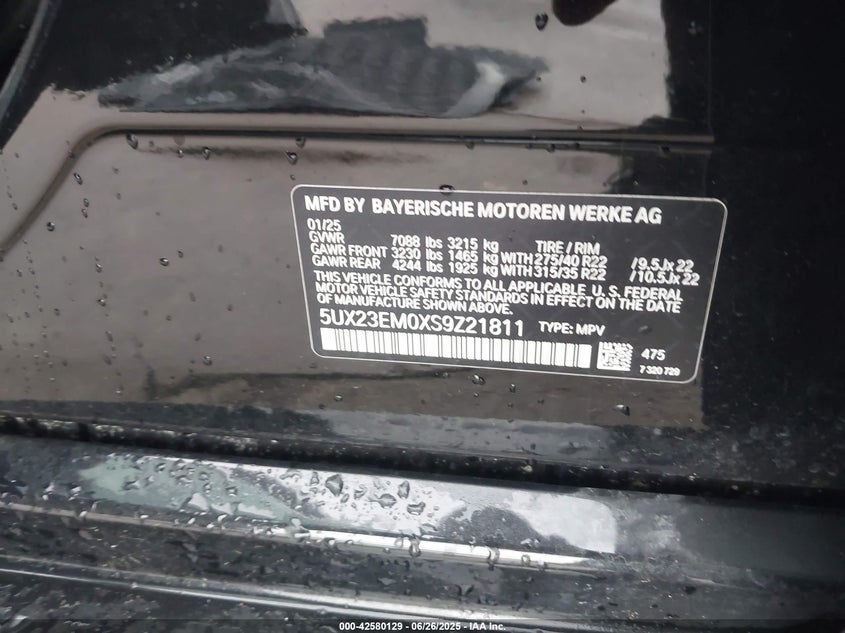 MFD BY BAYERISCHE MOTOREN WERKE AG
01/25
GVWR 7088 lbs 3215 kg TIRE / RIM
GAWR FRONT 3230 lbs 1465 kg WITH 275/40 R22 /9.5Jx22
GAWR REAR 4244 lbs 1925 kg WITH 315/35 R22 /10.5Jx22
THIS VEHICLE CONFORMS TO ALL APPLICABLE U. S. FEDERAL
MOTOR VEHICLE SAFETY STANDARDS IN EFFECT ON THE DATE
OF MANUFACTURE SHOWN ABOVE.
5UX23EM0XS9Z21811 TYPE: MPV
475
7 320 729
000-42580129 - 06/26/2025 - IAA Inc.